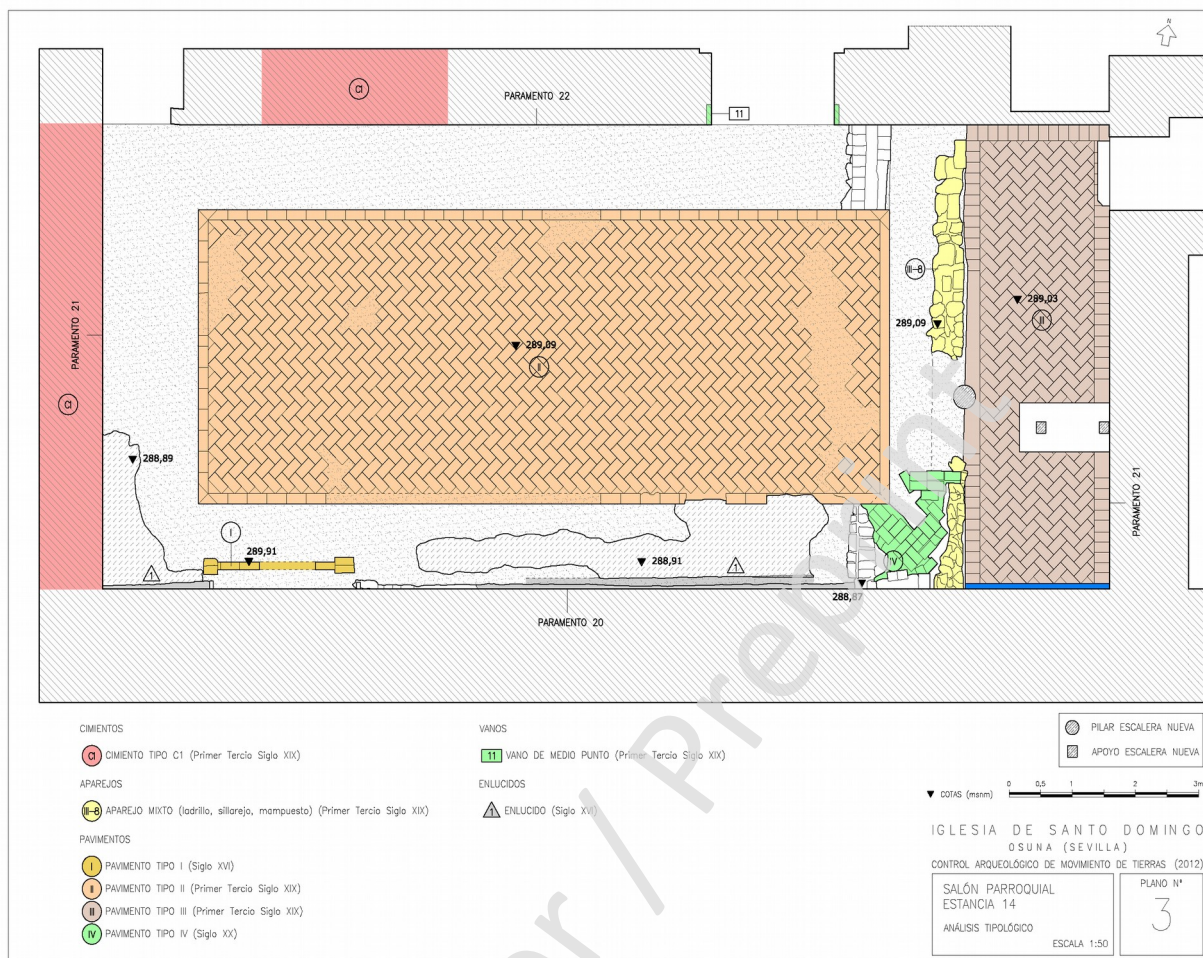 N
C1
PARAMENTO 22
11
PARAMENTO 21
C1
III-8
289,03
II
289,09
289,09
II
288,89
PARAMENTO 21
I
289,91
1
288,91
1
IV
288,87
PARAMENTO 20
CIMIENTOS
C1 CIMIENTO TIPO C1 (Primer Tercio Siglo XIX)
APAREJOS
III-8 APAREJO MIXTO (ladrillo, sillarejo, mampuesto) (Primer Tercio Siglo XIX)
PAVIMENTOS
I PAVIMENTO TIPO I (Siglo XVI)
II PAVIMENTO TIPO II (Primer Tercio Siglo XIX)
III PAVIMENTO TIPO III (Primer Tercio Siglo XIX)
IV PAVIMENTO TIPO IV (Siglo XX)
VANOS
11 VANO DE MEDIO PUNTO (Primer Tercio Siglo XIX)
ENLUCIDOS
1 ENLUCIDO (Siglo XVI)
PILAR ESCALERA NUEVA
APOYO ESCALERA NUEVA
COTAS (msnm) 0 0,5 1 2 3m
IGLESIA DE SANTO DOMINGO
OSUNA (SEVILLA)
CONTROL ARQUEOLÓGICO DE MOVIMIENTO DE TIERRAS (2012)
SALÓN PARROQUIAL
ESTANCIA 14
ANÁLISIS TIPOLÓGICO
ESCALA 1:50
PLANO Nº
3
r / Preprint